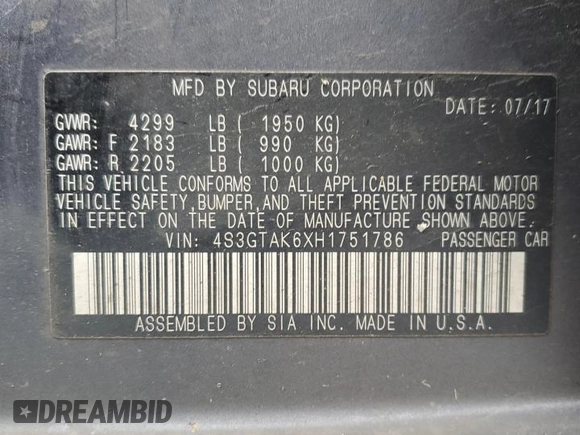 MFD BY SUBARU CORPORATION
DATE: 07/17
GVWR: 4299 LB ( 1950 KG)
GAWR: F 2183 LB ( 990 KG)
GAWR: R 2205 LB ( 1000 KG)
THIS VEHICLE CONFORMS TO ALL APPLICABLE FEDERAL MOTOR
VEHICLE SAFETY,BUMPER,AND THEFT PREVENTION STANDARDS
IN EFFECT ON THE DATE OF MANUFACTURE SHOWN ABOVE.
VIN: 4S3GTAK6XH1751786 PASSENGER CAR
ASSEMBLED BY SIA INC. MADE IN U.S.A.
DREAMBID